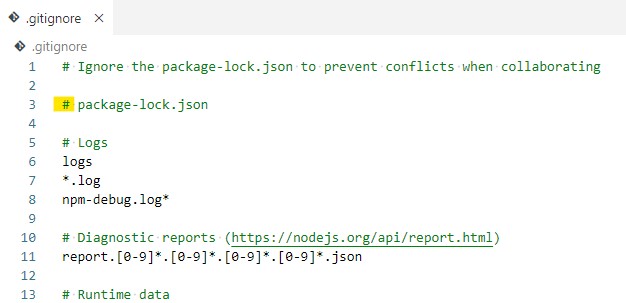 .gitignore ×
.gitignore
1 # Ignore the package-lock.json to prevent conflicts when collaborating
2
3 # package-lock.json
4
5 # Logs
6 logs
7 *.log
8 npm-debug.log*
9
10 # Diagnostic reports (https://nodejs.org/api/report.html)
11 report.[0-9]*.[0-9]*.[0-9]*.[0-9]*.json
12
13 # Runtime data